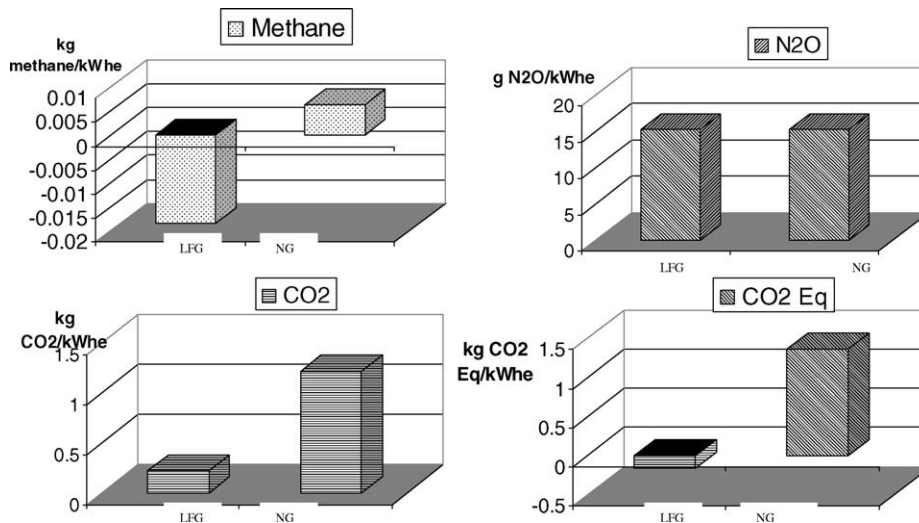 Methane
kg
methane/kWhe
0.01
0.005
0
-0.005
-0.01
-0.015
-0.02
LFG NG
N2O
g N2O/kWhe
20
15
10
5
0
LFG NG
CO2
kg
CO2/kWhe
1.5
1
0.5
0
LFG NG
CO2 Eq
kg CO2
Eq/kWhe
1.5
1
0.5
0
-0.5
LFG NG